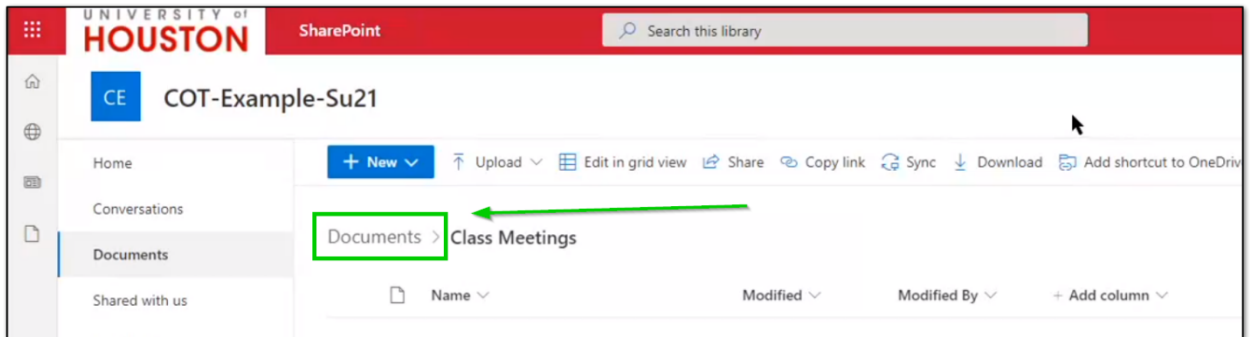 UNIVERSITY of
HOUSTON
SharePoint
Search this library
CE
COT-Example-Su21
Home
Conversations
Documents
Shared with us
+ New
Upload
Edit in grid view
Share
Copy link
Sync
Download
Add shortcut to OneDriv
Documents > Class Meetings
Name
Modified
Modified By
+ Add column